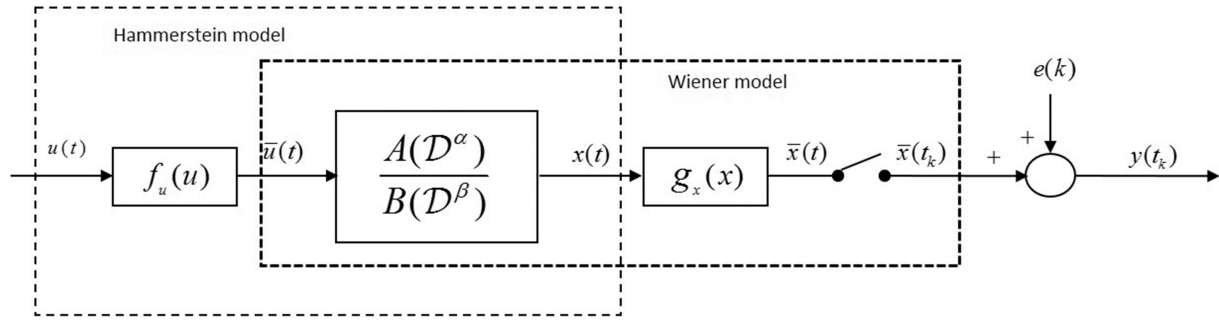 Hammerstein model
Wiener model
e(k)
u(t)
f_u(u)
ū(t)
A(𝒟^α)
B(𝒟^β)
x(t)
g_x(x)
x̄(t)
x̄(t_k)
+
+
y(t_k)